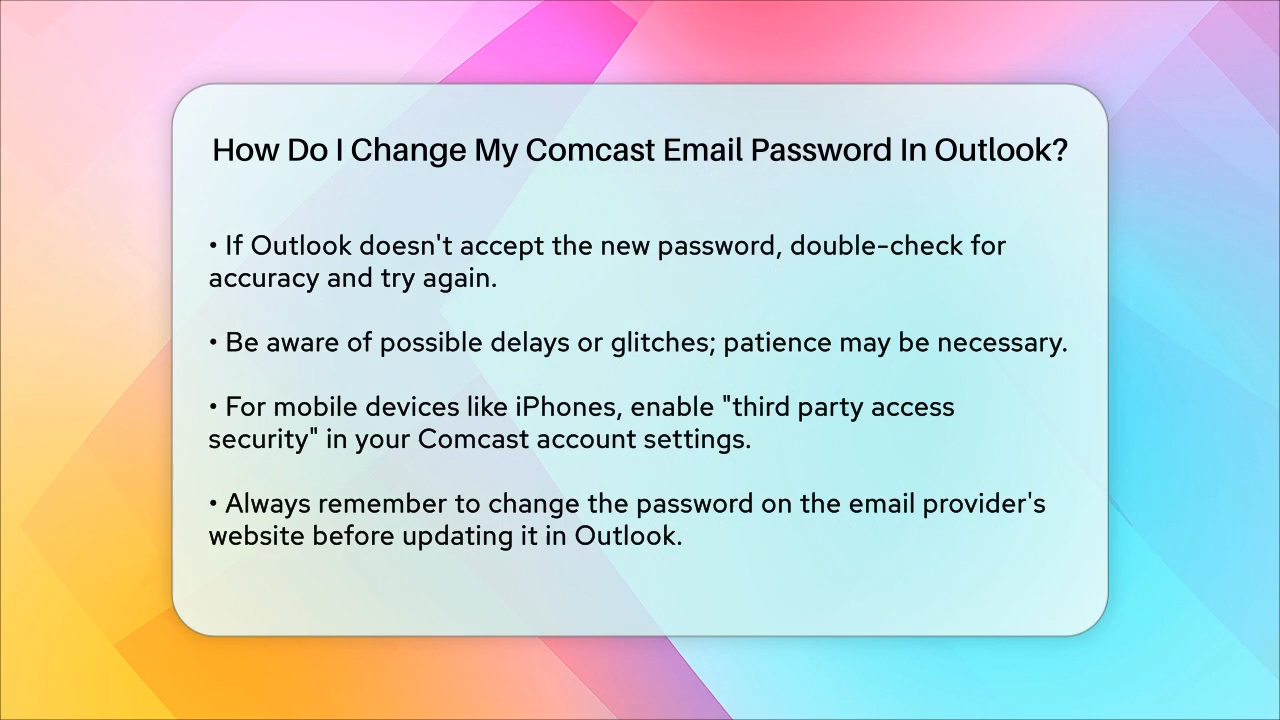 How Do I Change My Comcast Email Password In Outlook?
• If Outlook doesn't accept the new password, double-check for
accuracy and try again.
• Be aware of possible delays or glitches; patience may be necessary.
• For mobile devices like iPhones, enable "third party access
security" in your Comcast account settings.
• Always remember to change the password on the email provider's
website before updating it in Outlook.